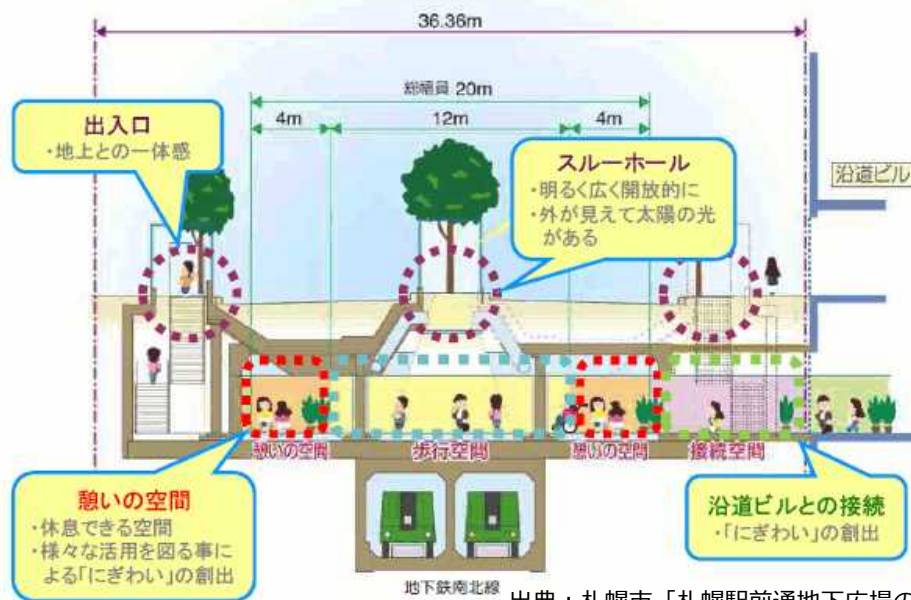 36.36m
総幅員 20m
4m
12m
4m
出入口
・地上との一体感
スルーホール
・明るく広く開放的に
・外が見えて太陽の光
がある
沿道ビル
憩いの空間
歩行空間
憩いの空間
接続空間
憩いの空間
・休息できる空間
・様々な活用を図る事に
よる「にぎわい」の創出
沿道ビルとの接続
・「にぎわい」の創出
地下鉄南北線
出典：札幌市「札幌駅前通地下広場の